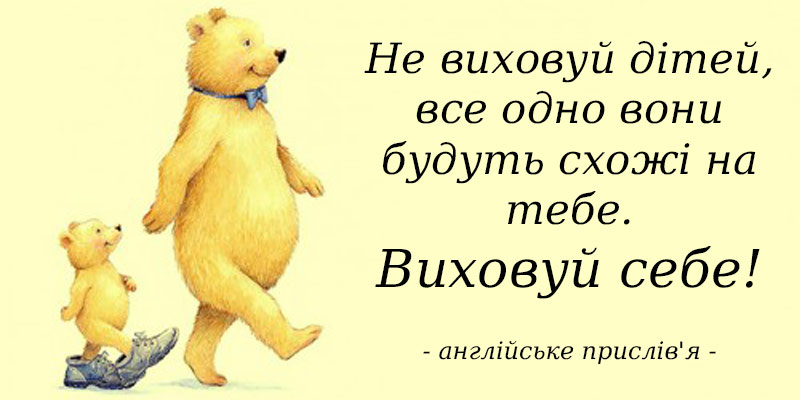 Не виховуй дітей,
все одно вони
будуть схожі на
тебе.
Виховуй себе!
- англійське прислів'я -